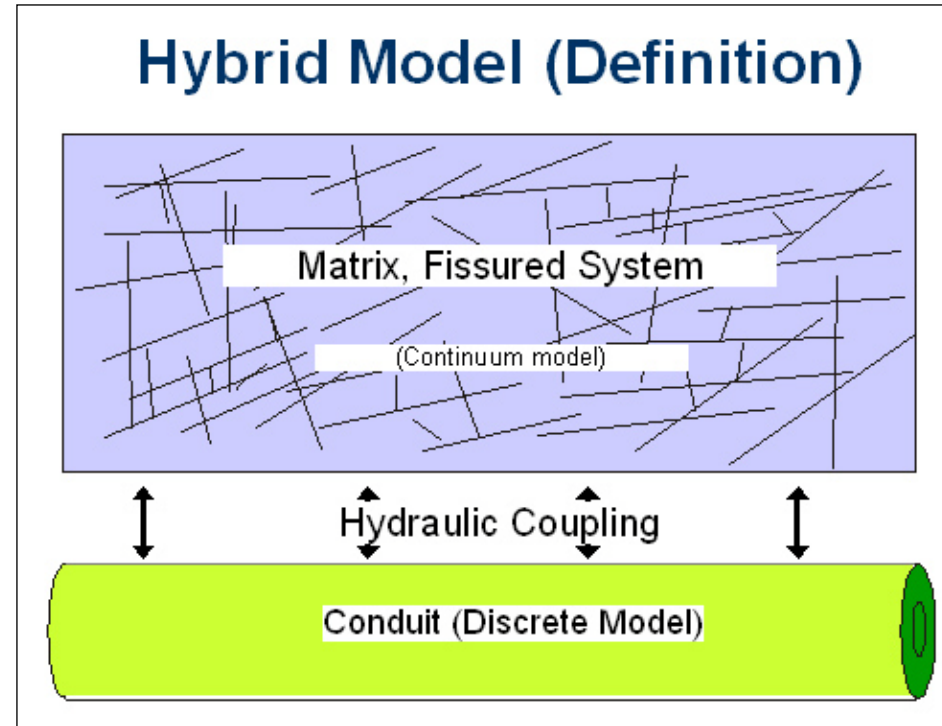 Hybrid Model (Definition)
Matrix, Fissured System
(Continuum model)
Hydraulic Coupling
Conduit (Discrete Model)